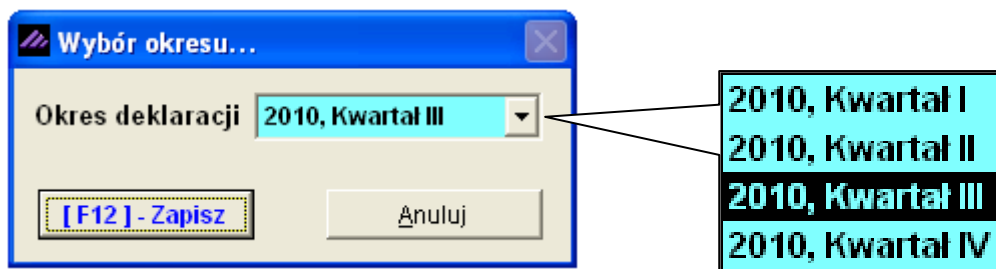 Wybór okresu...
Okres deklaracji 2010, Kwartał III
[ F12 ] - Zapisz Anuluj
2010, Kwartał I
2010, Kwartał II
2010, Kwartał III
2010, Kwartał IV